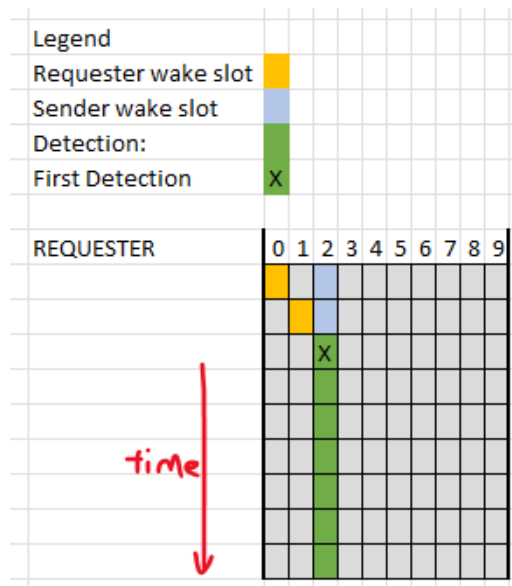 Legend
Requester wake slot
Sender wake slot
Detection:
First Detection X
REQUESTER 0 1 2 3 4 5 6 7 8 9
X
time